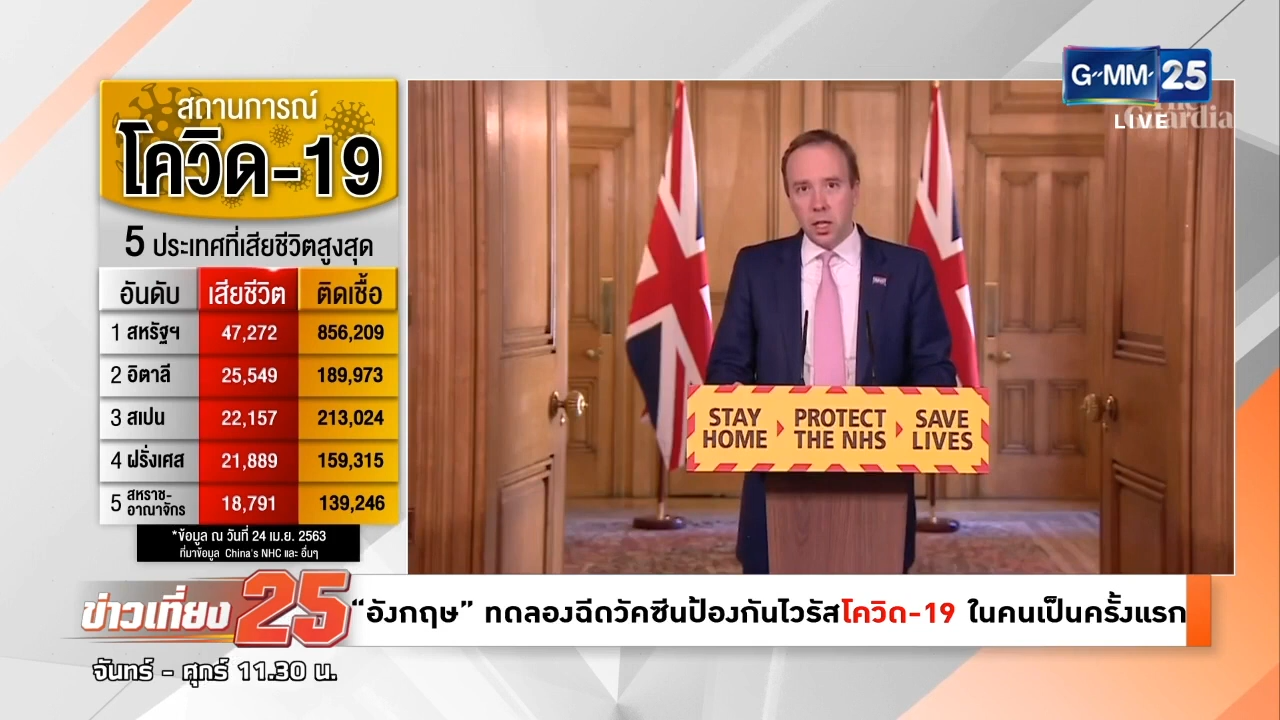 สถานการณ์
โควิด-19
5 ประเทศที่เสียชีวิตสูงสุด
อันดับ เสียชีวิต ติดเชื้อ
1 สหรัฐฯ 47,272 856,209
2 อิตาลี 25,549 189,973
3 สเปน 22,157 213,024
4 ฝรั่งเศส 21,889 159,315
5 สหราช-
อาณาจักร 18,791 139,246
*ข้อมูล ณ วันที่ 24 เม.ย. 2563
ที่มาข้อมูล China's NHC และ อื่นๆ
GMM 25
LIVE
STAY HOME
PROTECT THE NHS
SAVE LIVES
ข่าวเที่ยง 25
"อังกฤษ" ทดลองฉีดวัคซีนป้องกันไวรัสโควิด-19 ในคนเป็นครั้งแรก
จันทร์ - ศุกร์ 11.30 น.